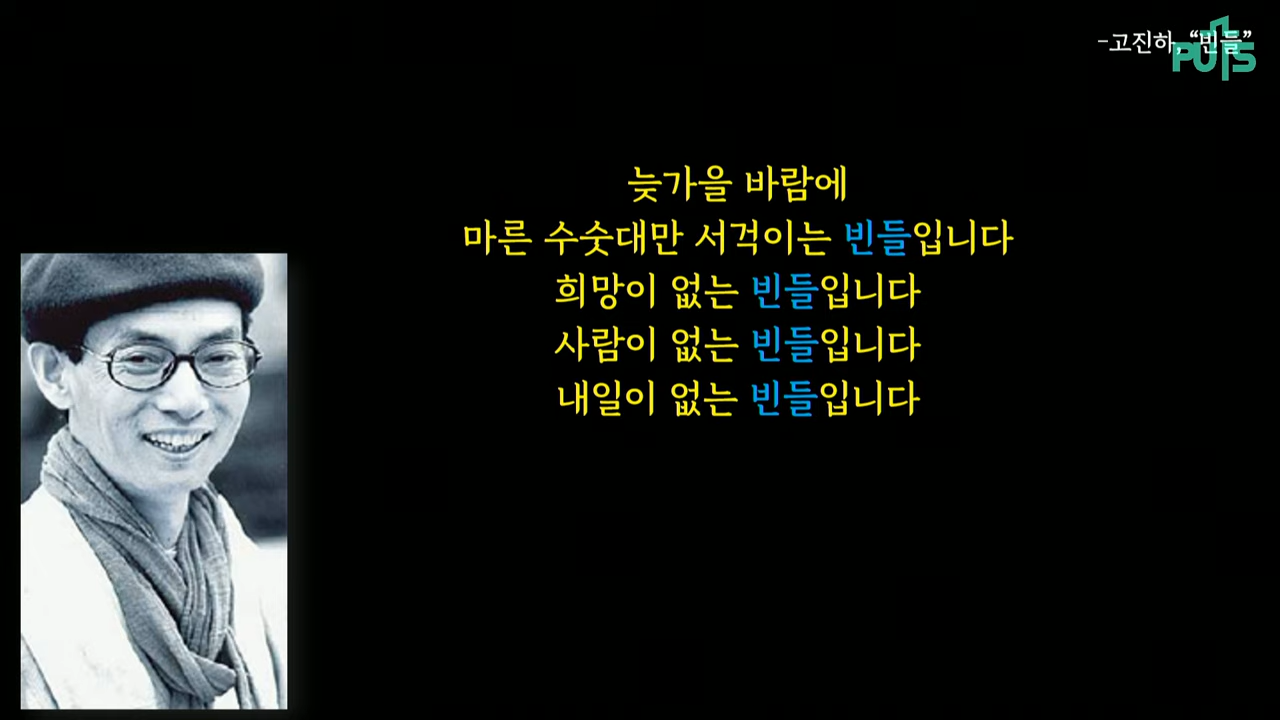 -고진하, “빈들”
PUTS
늦가을 바람에
마른 수숫대만 서걱이는 빈들입니다
희망이 없는 빈들입니다
사람이 없는 빈들입니다
내일이 없는 빈들입니다